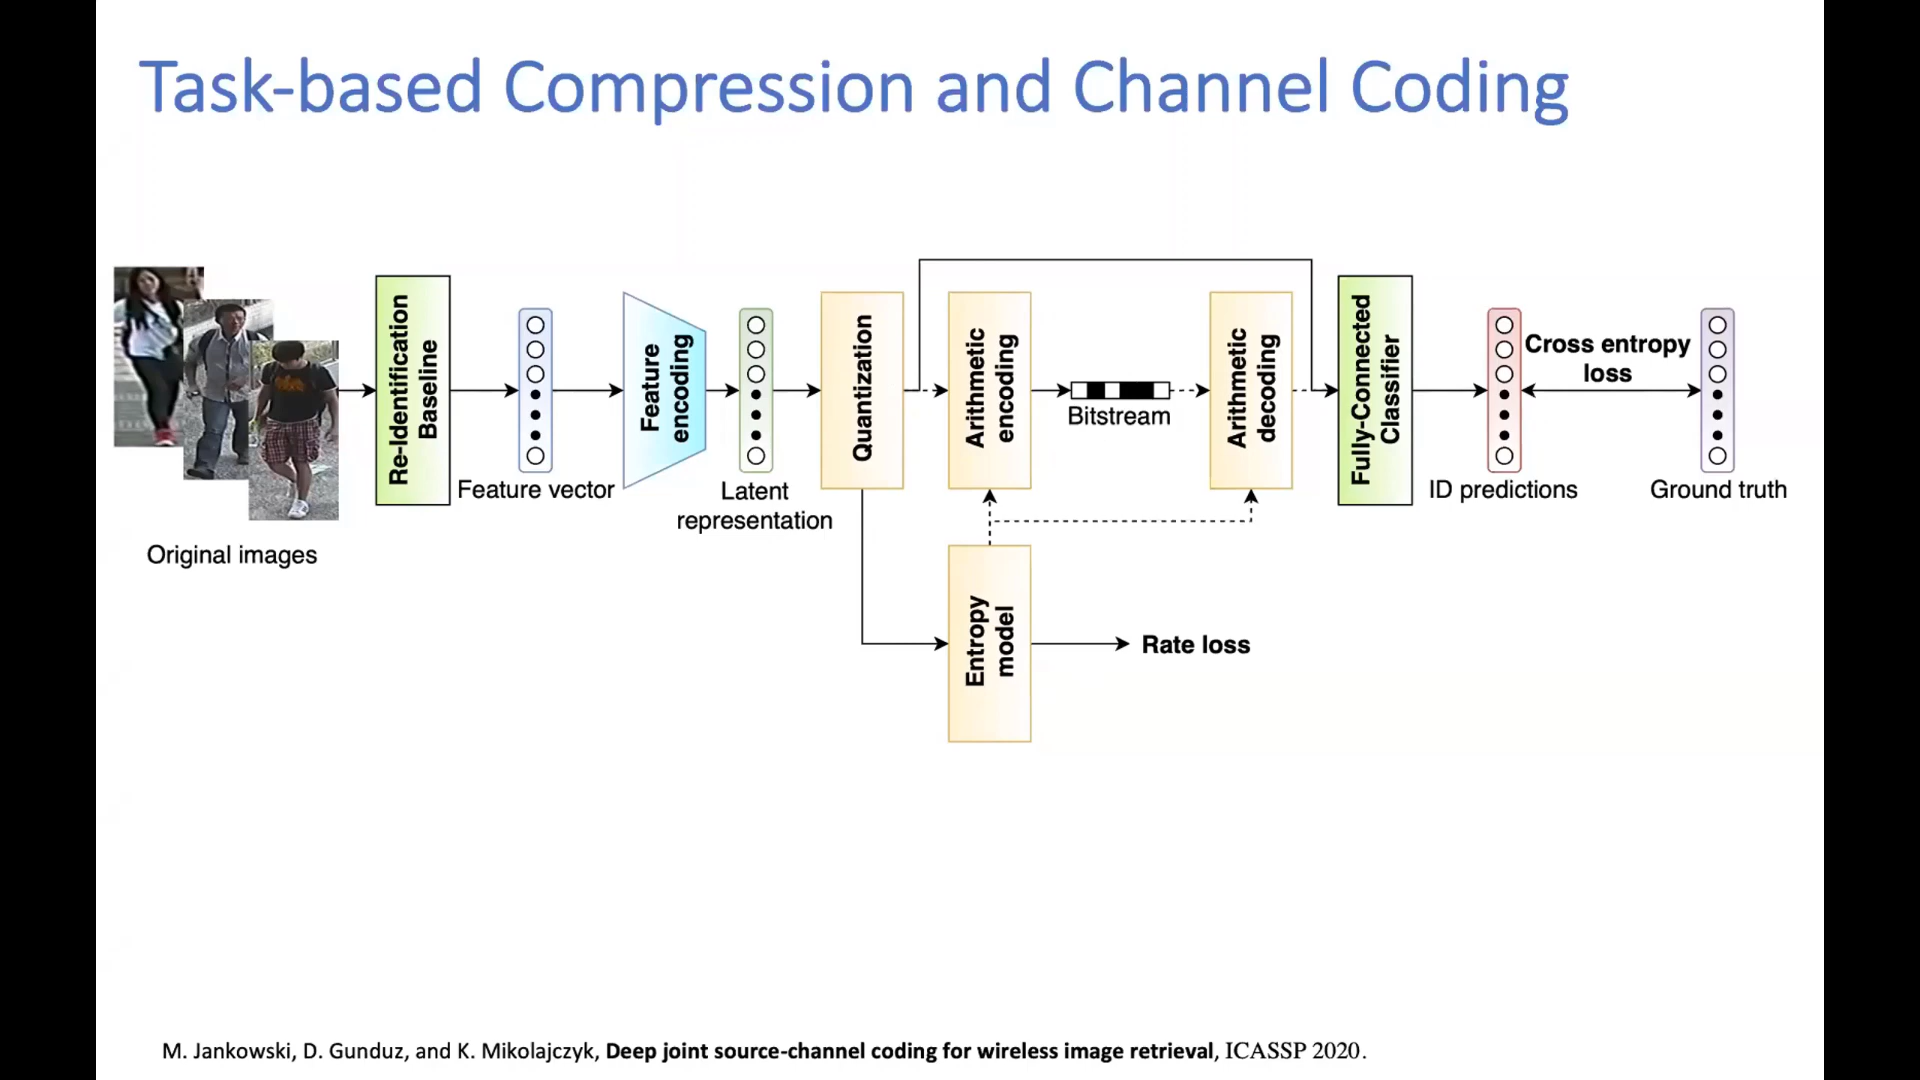 Task-based Compression and Channel Coding
Original images
Re-Identification
Baseline
Feature vector
Feature
encoding
Latent
representation
Quantization
Arithmetic
encoding
Bitstream
Arithmetic
decoding
Entropy
model
Rate loss
Fully-Connected
Classifier
ID predictions
Cross entropy
loss
Ground truth
M. Jankowski, D. Gunduz, and K. Mikolajczyk, Deep joint source-channel coding for wireless image retrieval, ICASSP 2020.